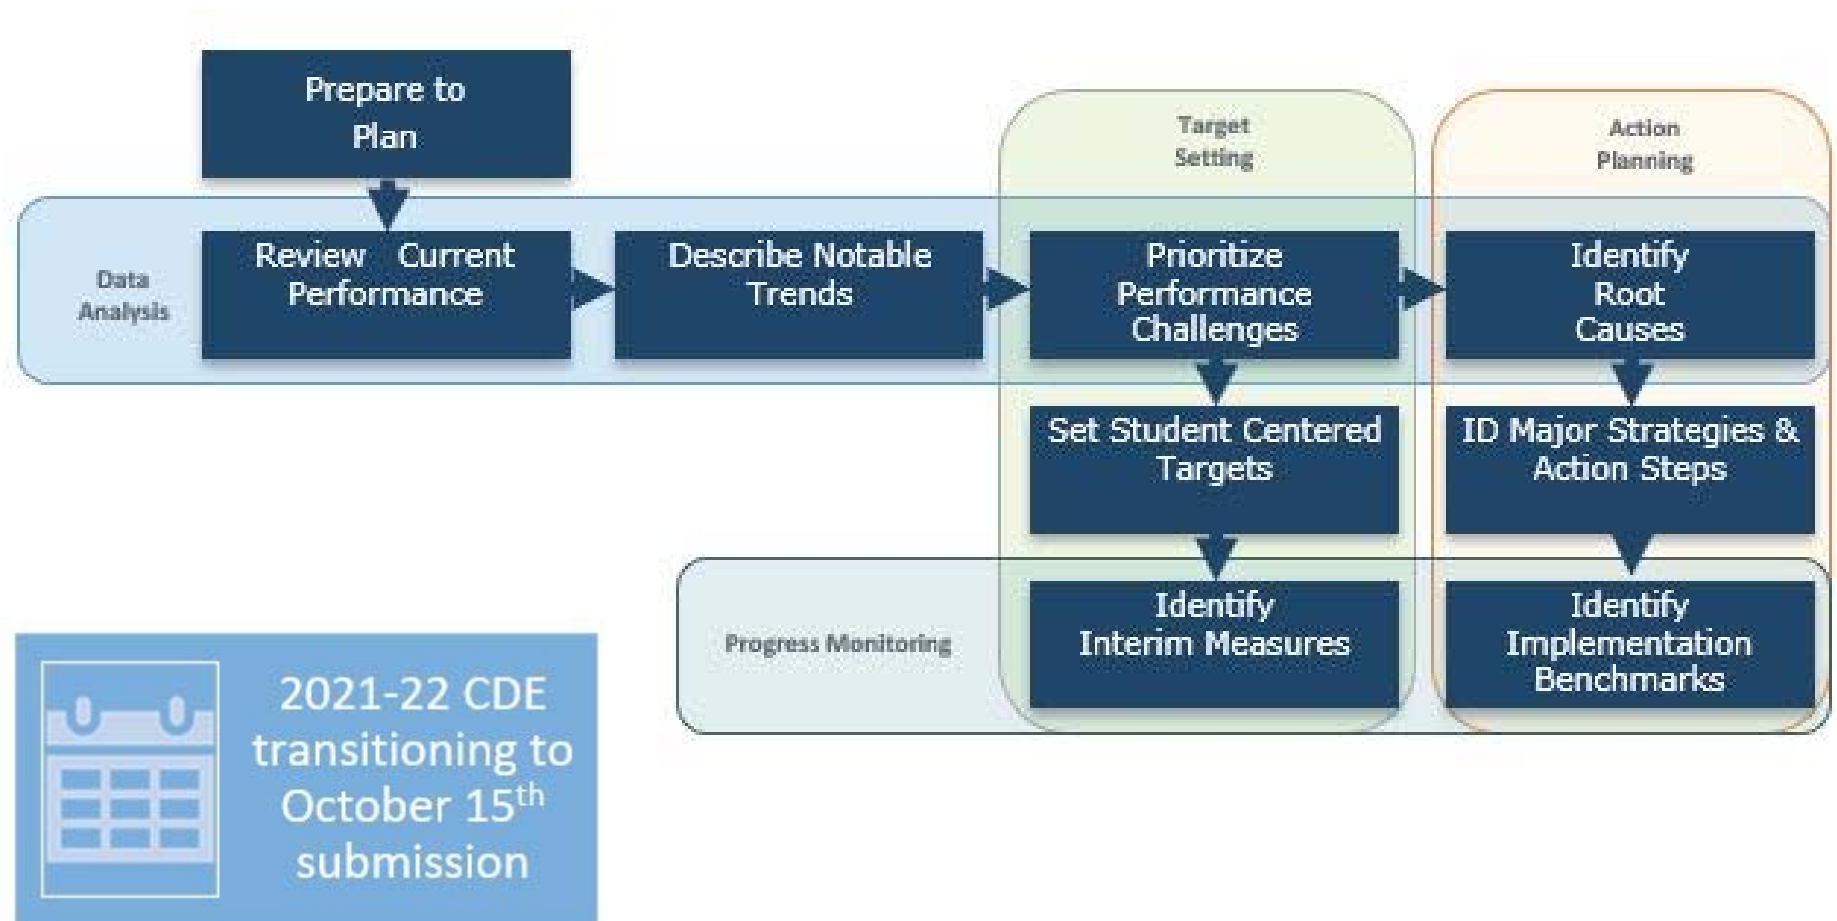 Prepare to
Plan
Target
Setting
Action
Planning
Data
Analysis
Review Current
Performance
Describe Notable
Trends
Prioritize
Performance
Challenges
Identify
Root
Causes
Set Student Centered
Targets
ID Major Strategies &
Action Steps
Progress Monitoring
Identify
Interim Measures
Identify
Implementation
Benchmarks
2021-22 CDE
transitioning to
October 15th
submission